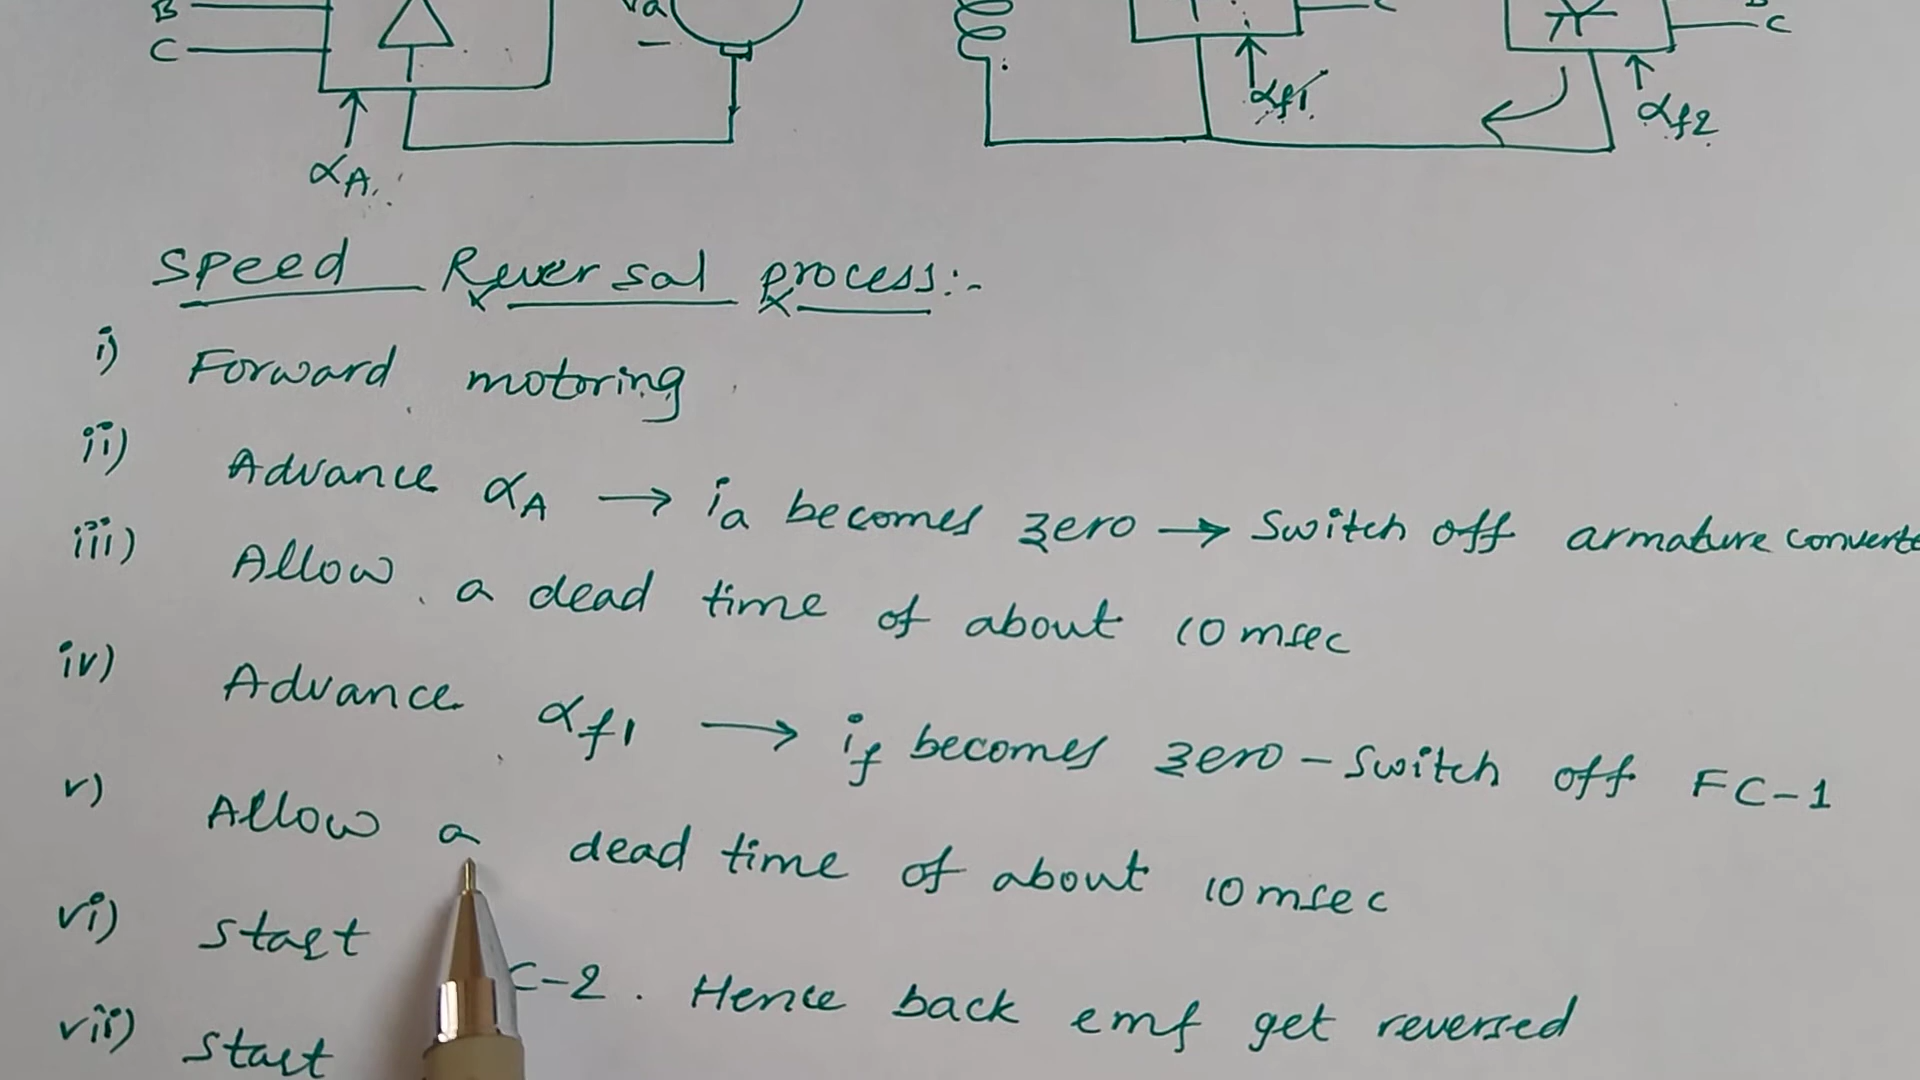 B
C
Va
−
αA
C
αf1
C
αf2
Speed Reversal process:-
i) Forward motoring
ii) Advance αA → ia becomes zero → Switch off armature converte
iii) Allow a dead time of about 10 msec
iv) Advance αf1 → if becomes zero – Switch off FC-1
v) Allow a dead time of about 10 msec
vi) Start C-2. Hence back emf get reversed
vii) Start